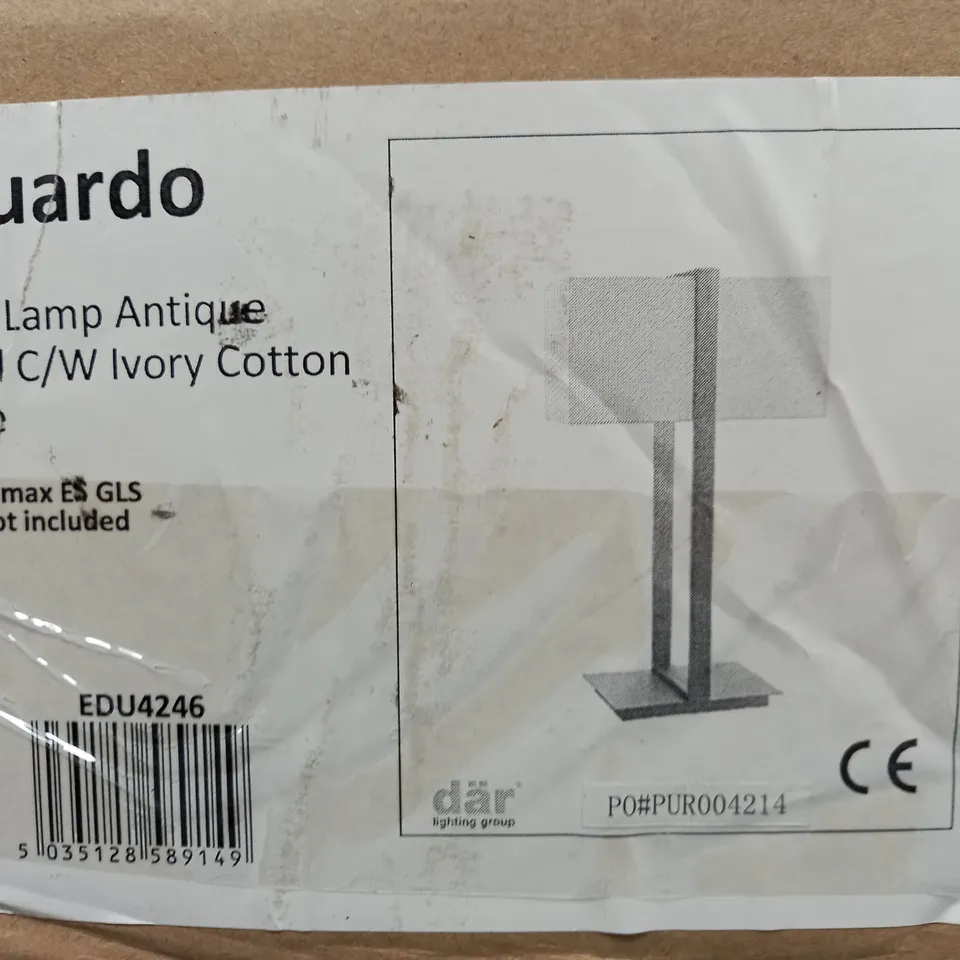 uardo
Lamp Antique
C/W Ivory Cotton
max ES GLS
ot included
EDU4246
5 035128 589149
där
lighting group
PO#PUR004214
CE